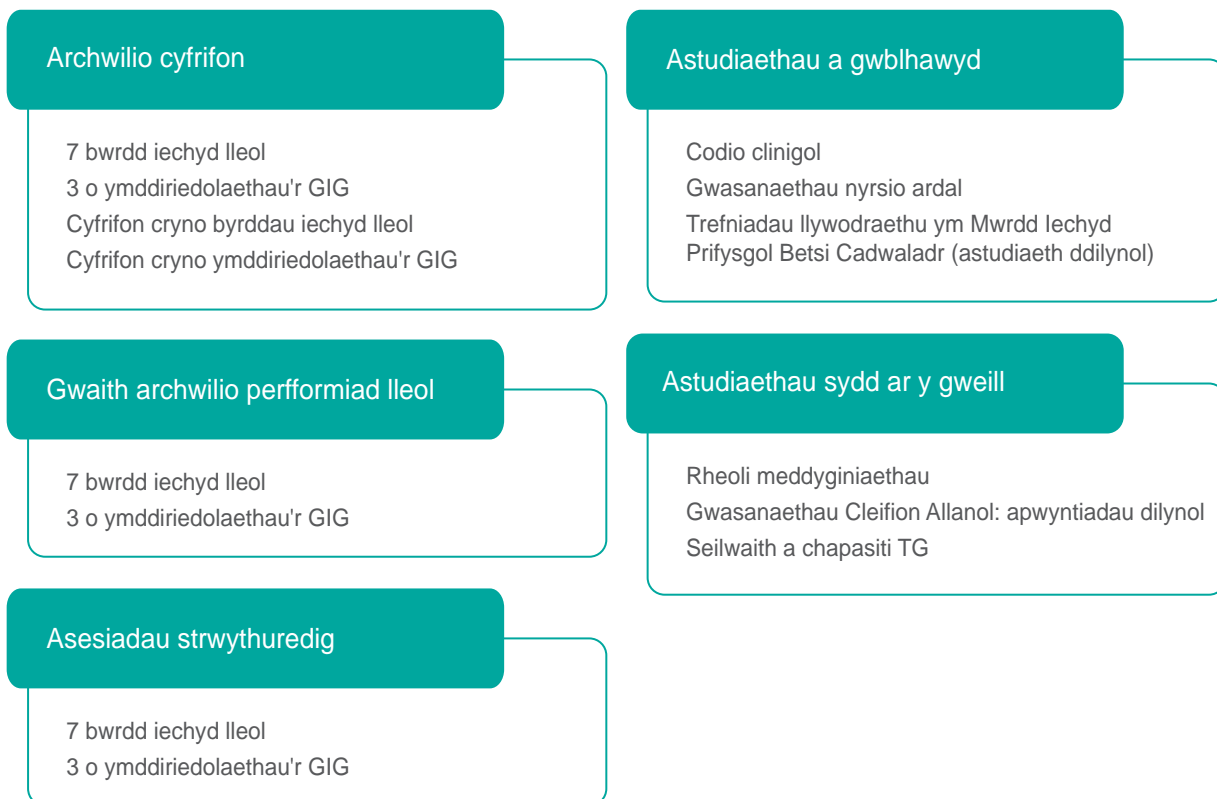 Archwilio cyfrifon
7 bwrdd iechyd lleol
3 o ymddiriedolaethau'r GIG
Cyfrifon cryno byrddau iechyd lleol
Cyfrifon cryno ymddiriedolaethau'r GIG
Gwaith archwilio perfformiad lleol
7 bwrdd iechyd lleol
3 o ymddiriedolaethau'r GIG
Asesiadau strwythuredig
7 bwrdd iechyd lleol
3 o ymddiriedolaethau'r GIG
Astudiaethau a gwblhawyd
Codio clinigol
Gwasanaethau nyrsio ardal
Trefniadau llywodraethu ym Mwrdd Iechyd
Prifysgol Betsi Cadwaladr (astudiaeth ddilynol)
Astudiaethau sydd ar y gweill
Rheoli meddyginiaethau
Gwasanaethau Cleifion Allanol: apwyntiadau dilynol
Seilwaith a chapasiti TG